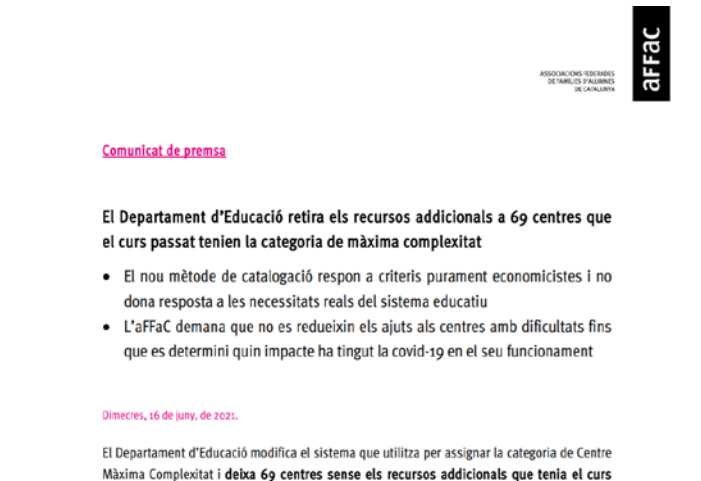 aFFaC
ASSOCIACIONS FEDERADES
DE FAMÍLIES D'ALUMNES
DE CATALUNYA
Comunicat de premsa
El Departament d'Educació retira els recursos addicionals a 69 centres que
el curs passat tenien la categoria de màxima complexitat
• El nou mètode de catalogació respon a criteris purament economicistes i no
dona resposta a les necessitats reals del sistema educatiu
• L'aFFaC demana que no es redueixin els ajuts als centres amb dificultats fins
que es determini quin impacte ha tingut la covid-19 en el seu funcionament
Dimecres, 16 de juny, de 2021.
El Departament d'Educació modifica el sistema que utilitza per assignar la categoria de Centre
Màxima Complexitat i deixa 69 centres sense els recursos addicionals que tenia el curs